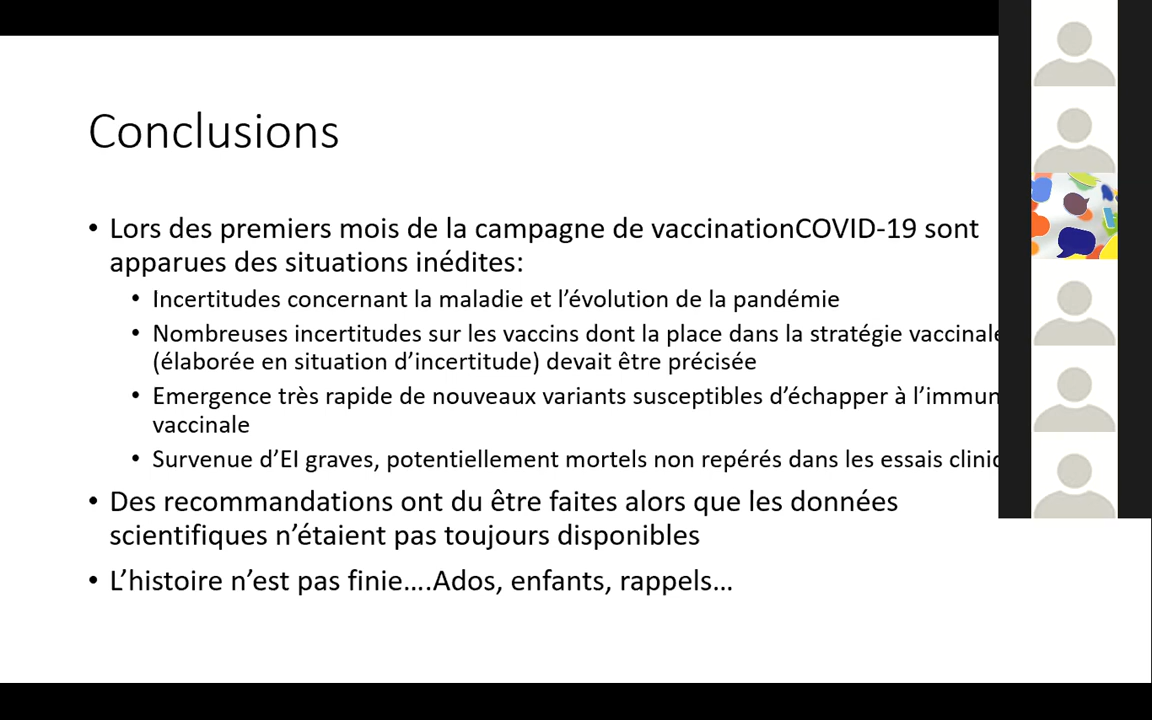 Conclusions
• Lors des premiers mois de la campagne de vaccinationCOVID-19 sont
apparues des situations inédites:
• Incertitudes concernant la maladie et l’évolution de la pandémie
• Nombreuses incertitudes sur les vaccins dont la place dans la stratégie vaccinale
(élaborée en situation d’incertitude) devait être précisée
• Emergence très rapide de nouveaux variants susceptibles d’échapper à l’immun
vaccinale
• Survenue d’EI graves, potentiellement mortels non repérés dans les essais clinic
• Des recommandations ont du être faites alors que les données
scientifiques n’étaient pas toujours disponibles
• L’histoire n’est pas finie….Ados, enfants, rappels…